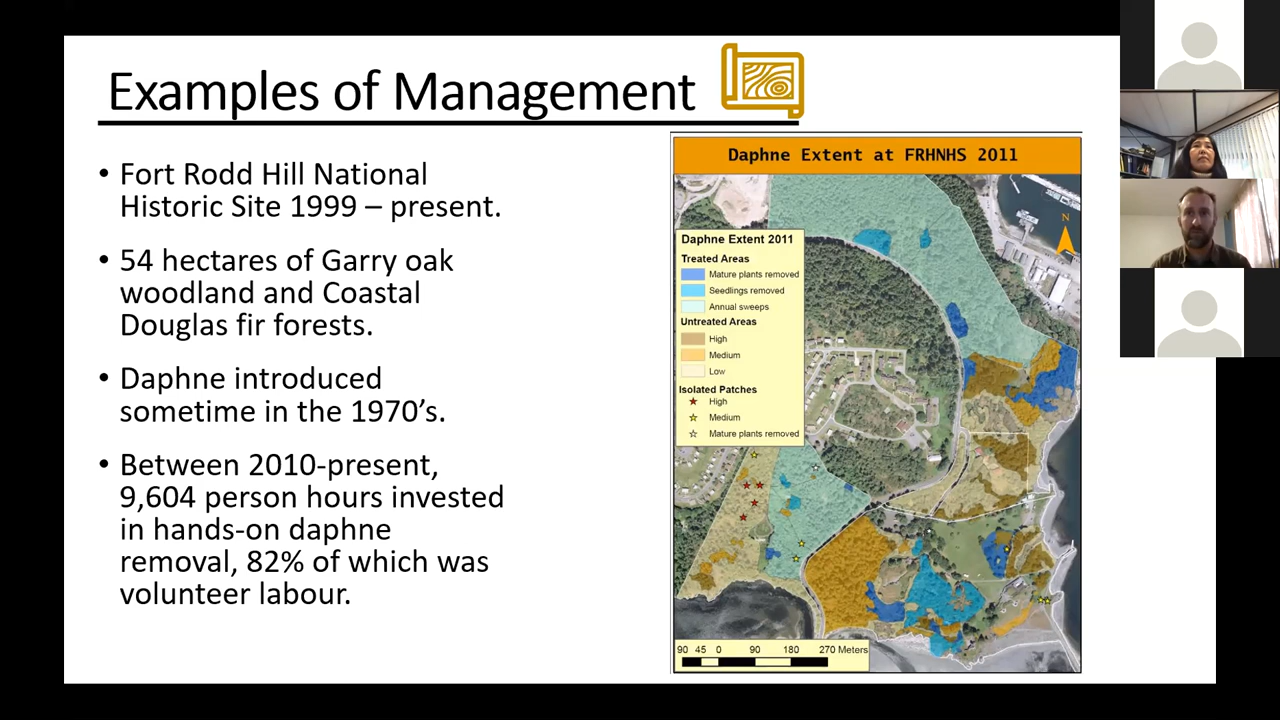 Examples of Management
• Fort Rodd Hill National
Historic Site 1999 – present.
• 54 hectares of Garry oak
woodland and Coastal
Douglas fir forests.
• Daphne introduced
sometime in the 1970’s.
• Between 2010-present,
9,604 person hours invested
in hands-on daphne
removal, 82% of which was
volunteer labour.
Daphne Extent at FRHNHS 2011
N
Daphne Extent 2011
Treated Areas
Mature plants removed
Seedlings removed
Annual sweeps
Untreated Areas
High
Medium
Low
Isolated Patches
High
Medium
Mature plants removed
90 45 0 90 180 270 Meters